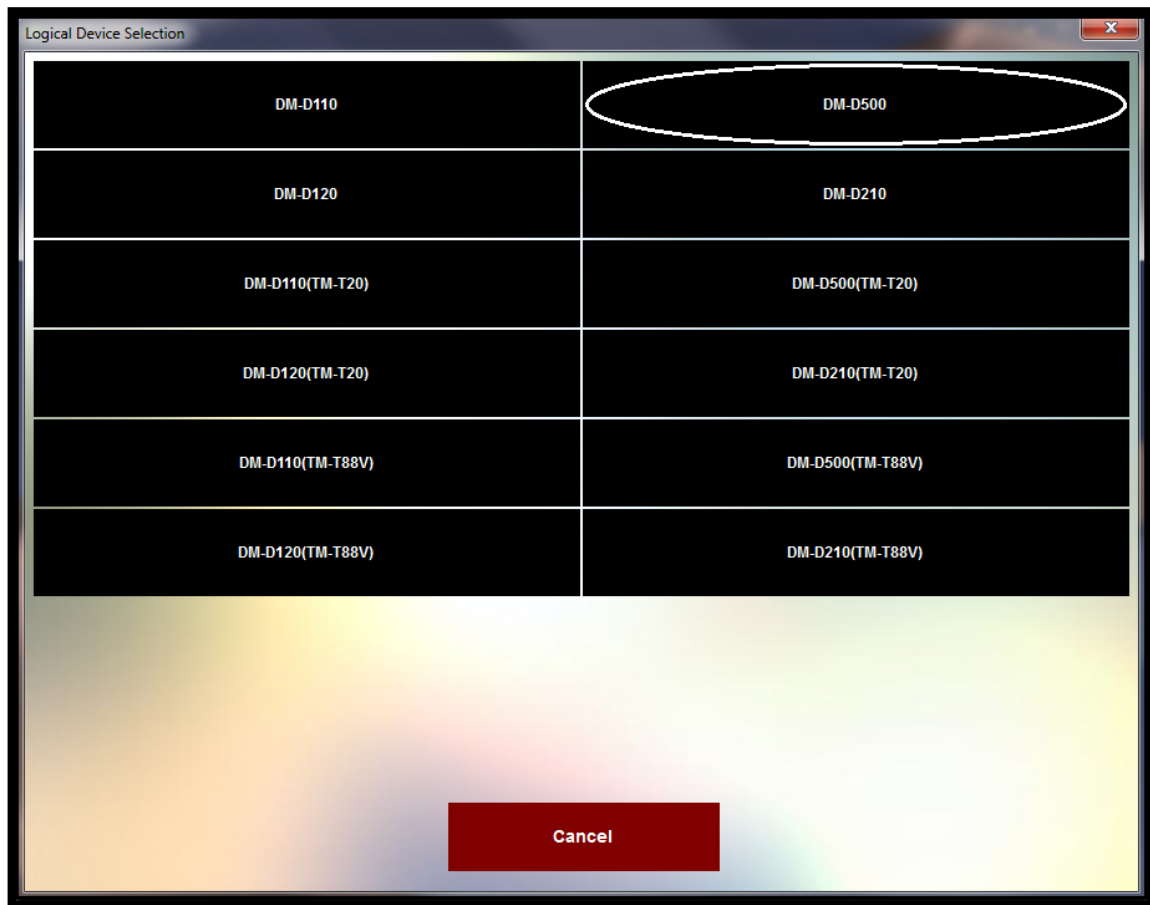 Logical Device Selection
X
DM-D110
DM-D500
DM-D120
DM-D210
DM-D110(TM-T20)
DM-D500(TM-T20)
DM-D120(TM-T20)
DM-D210(TM-T20)
DM-D110(TM-T88V)
DM-D500(TM-T88V)
DM-D120(TM-T88V)
DM-D210(TM-T88V)
Cancel